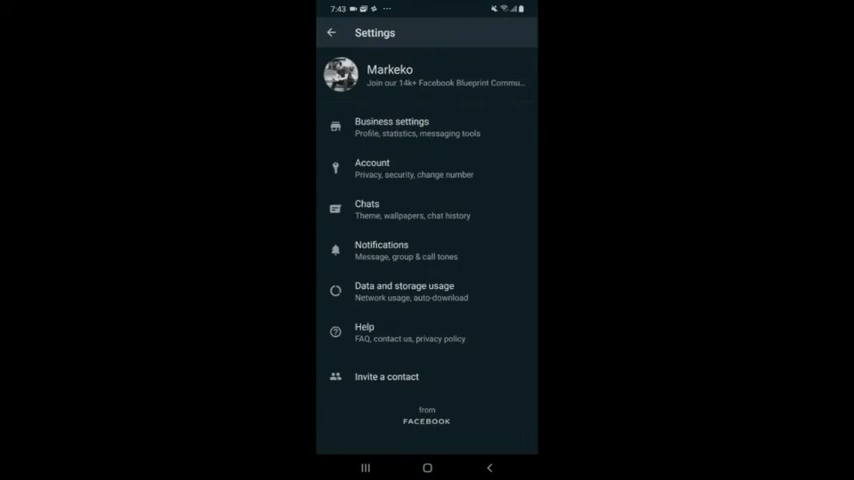 7:43
Settings
Markeko
Join our 14k+ Facebook Blueprint Commu...
Business settings
Profile, statistics, messaging tools
Account
Privacy, security, change number
Chats
Theme, wallpapers, chat history
Notifications
Message, group & call tones
Data and storage usage
Network usage, auto-download
Help
FAQ, contact us, privacy policy
Invite a contact
from
FACEBOOK